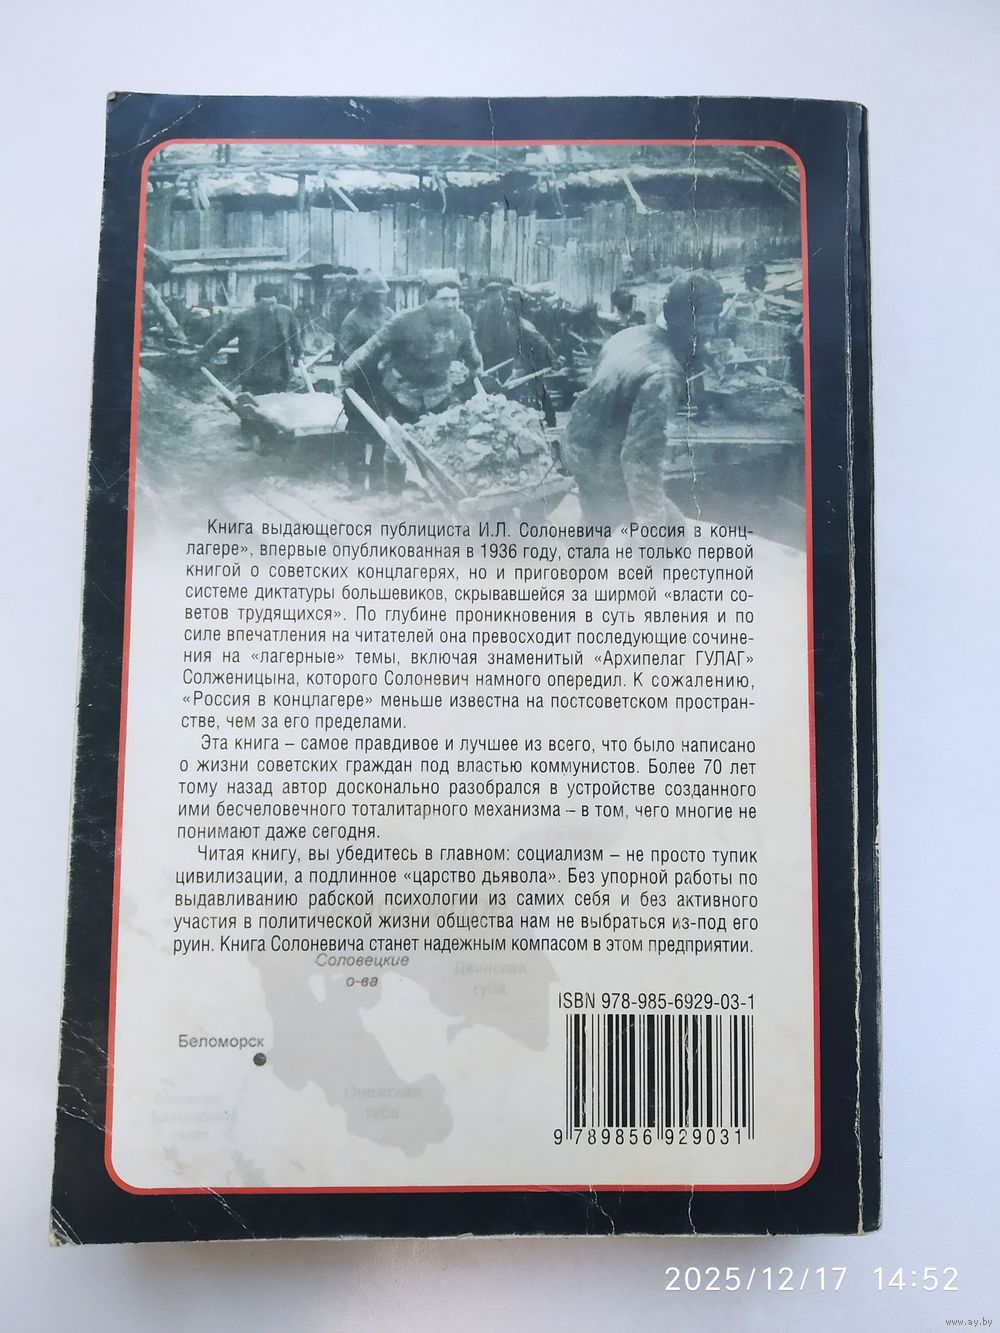 Книга выдающегося публициста И.Л. Солоневича «Россия в конц-
лагере», впервые опубликованная в 1936 году, стала не только первой
книгой о советских концлагерях, но и приговором всей преступной
системе диктатуры большевиков, скрывавшейся за ширмой «власти со-
ветов трудящихся». По глубине проникновения в суть явления и по
силе впечатления на читателей она превосходит последующие сочине-
ния на «лагерные» темы, включая знаменитый «Архипелаг ГУЛАГ»
Солженицына, которого Солоневич намного опередил. К сожалению,
«Россия в концлагере» меньше известна на постсоветском простран-
стве, чем за его пределами.
Эта книга – самое правдивое и лучшее из всего, что было написано
о жизни советских граждан под властью коммунистов. Более 70 лет
тому назад автор досконально разобрался в устройстве созданного
ими бесчеловечного тоталитарного механизма – в том, чего многие не
понимают даже сегодня.
Читая книгу, вы убедитесь в главном: социализм – не просто тупик
цивилизации, а подлинное «царство дьявола». Без упорной работы по
выдавливанию рабской психологии из самих себя и без активного
участия в политической жизни общества нам не выбраться из-под его
руин. Книга Солоневича станет надежным компасом в этом предприятии.
Соловецкие
о-ва
Двинская
губа
ISBN 978-985-6929-03-1
Беломорск
Онежская
губа
9 789856 929031
2025/12/17 14:52
www.ay.by